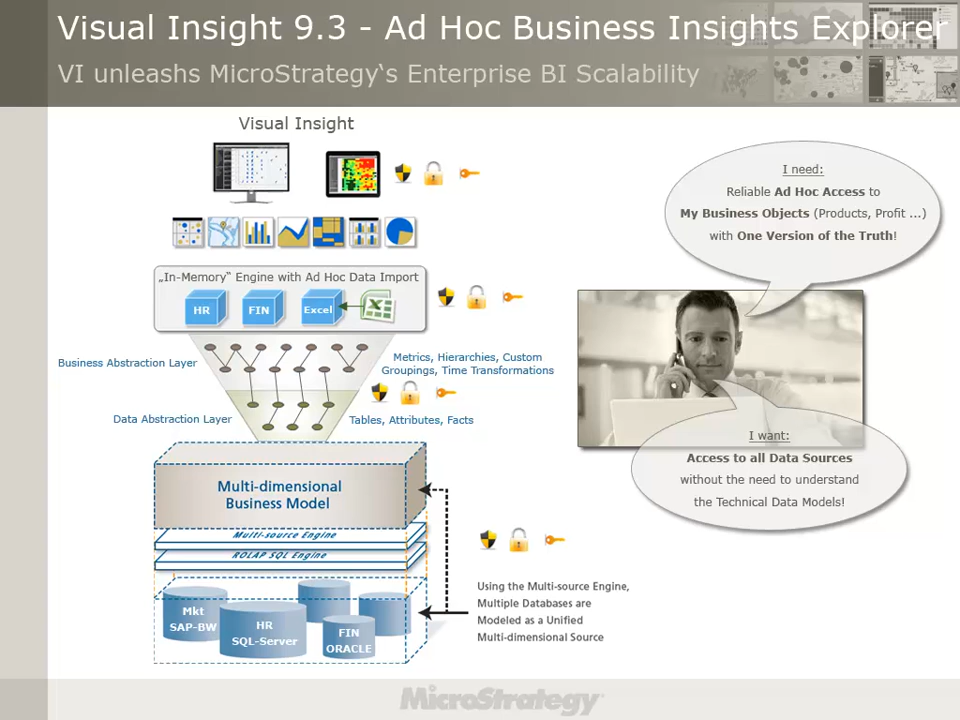 Visual Insight 9.3 - Ad Hoc Business Insights Explorer
VI unleashs MicroStrategy‘s Enterprise BI Scalability
Visual Insight
„In-Memory“ Engine with Ad Hoc Data Import
HR
FIN
Excel
Business Abstraction Layer
Metrics, Hierarchies, Custom
Groupings, Time Transformations
Data Abstraction Layer
Tables, Attributes, Facts
Multi-dimensional
Business Model
Multi-source Engine
ROLAP SQL Engine
Mkt
SAP-BW
HR
SQL-Server
FIN
ORACLE
Using the Multi-source Engine,
Multiple Databases are
Modeled as a Unified
Multi-dimensional Source
I need:
Reliable Ad Hoc Access to
My Business Objects (Products, Profit ...)
with One Version of the Truth!
I want:
Access to all Data Sources
without the need to understand
the Technical Data Models!
MicroStrategy